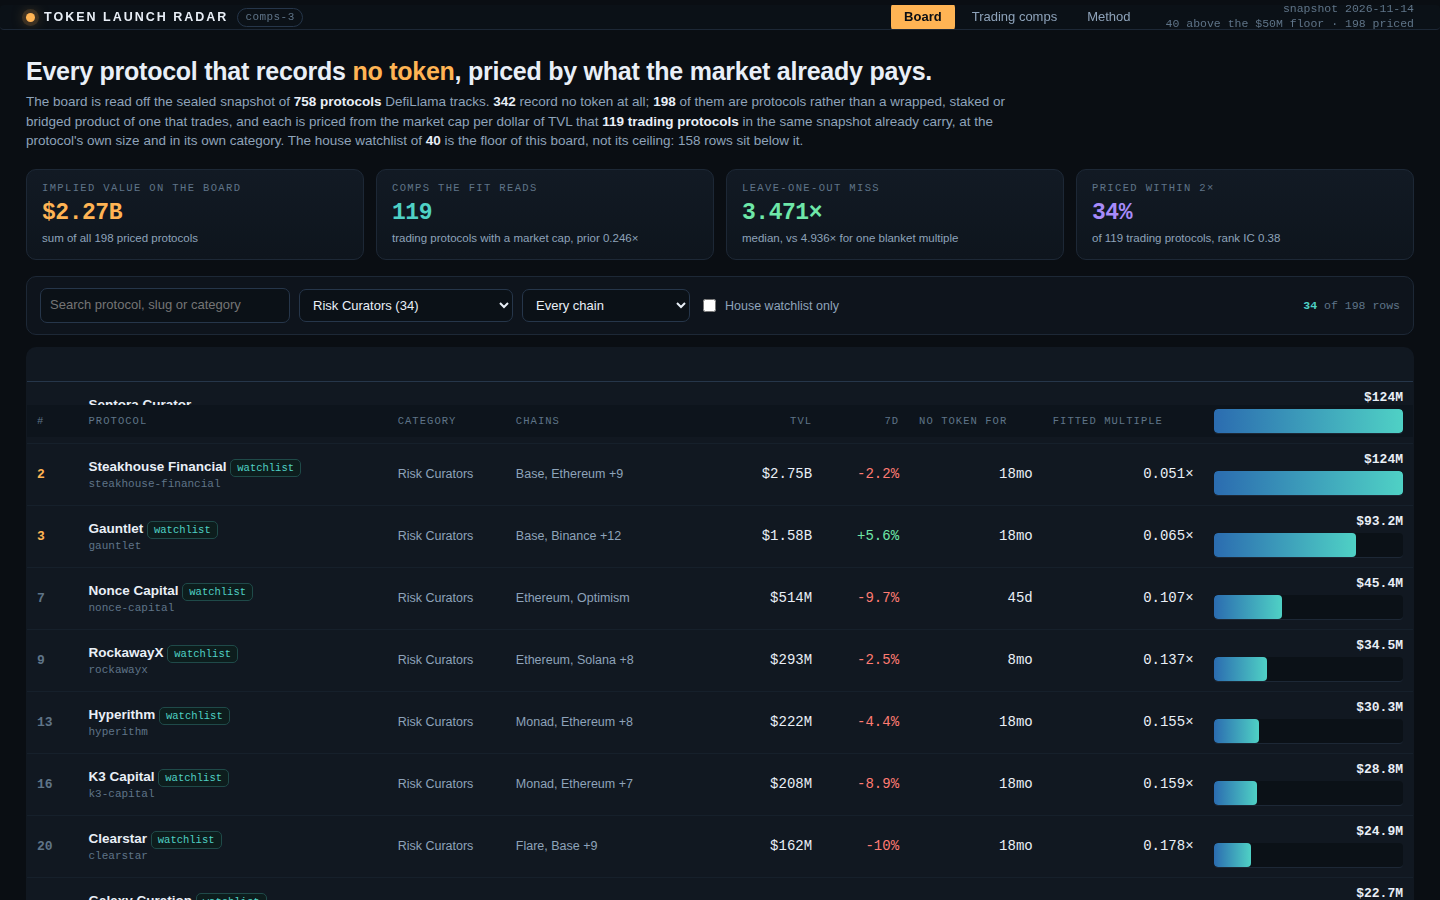 TOKEN LAUNCH RADAR comps-3
Board Trading comps Method
snapshot 2026-11-14
40 above the $50M floor · 198 priced
Every protocol that records no token, priced by what the market already pays.
The board is read off the sealed snapshot of 758 protocols DefiLlama tracks. 342 record no token at all; 198 of them are protocols rather than a wrapped, staked or
bridged product of one that trades, and each is priced from the market cap per dollar of TVL that 119 trading protocols in the same snapshot already carry, at the
protocol's own size and in its own category. The house watchlist of 40 is the floor of this board, not its ceiling: 158 rows sit below it.
IMPLIED VALUE ON THE BOARD
$2.27B
sum of all 198 priced protocols
COMPS THE FIT READS
119
trading protocols with a market cap, prior 0.246×
LEAVE-ONE-OUT MISS
3.471×
median, vs 4.936× for one blanket multiple
PRICED WITHIN 2×
34%
of 119 trading protocols, rank IC 0.38
Search protocol, slug or category
Risk Curators (34)
Every chain
House watchlist only
34 of 198 rows
Sentora Curator
$124M
# PROTOCOL CATEGORY CHAINS TVL 7D NO TOKEN FOR FITTED MULTIPLE
2 Steakhouse Financial watchlist Risk Curators Base, Ethereum +9 $2.75B -2.2% 18mo 0.051× $124M
steakhouse-financial
3 Gauntlet watchlist Risk Curators Base, Binance +12 $1.58B +5.6% 18mo 0.065× $93.2M
gauntlet
7 Nonce Capital watchlist Risk Curators Ethereum, Optimism $514M -9.7% 45d 0.107× $45.4M
nonce-capital
9 RockawayX watchlist Risk Curators Ethereum, Solana +8 $293M -2.5% 8mo 0.137× $34.5M
rockawayx
13 Hyperithm watchlist Risk Curators Monad, Ethereum +8 $222M -4.4% 18mo 0.155× $30.3M
hyperithm
16 K3 Capital watchlist Risk Curators Monad, Ethereum +7 $208M -8.9% 18mo 0.159× $28.8M
k3-capital
20 Clearstar watchlist Risk Curators Flare, Base +9 $162M -10% 18mo 0.178× $24.9M
clearstar
Galaxy Curation watchlist $22.7M